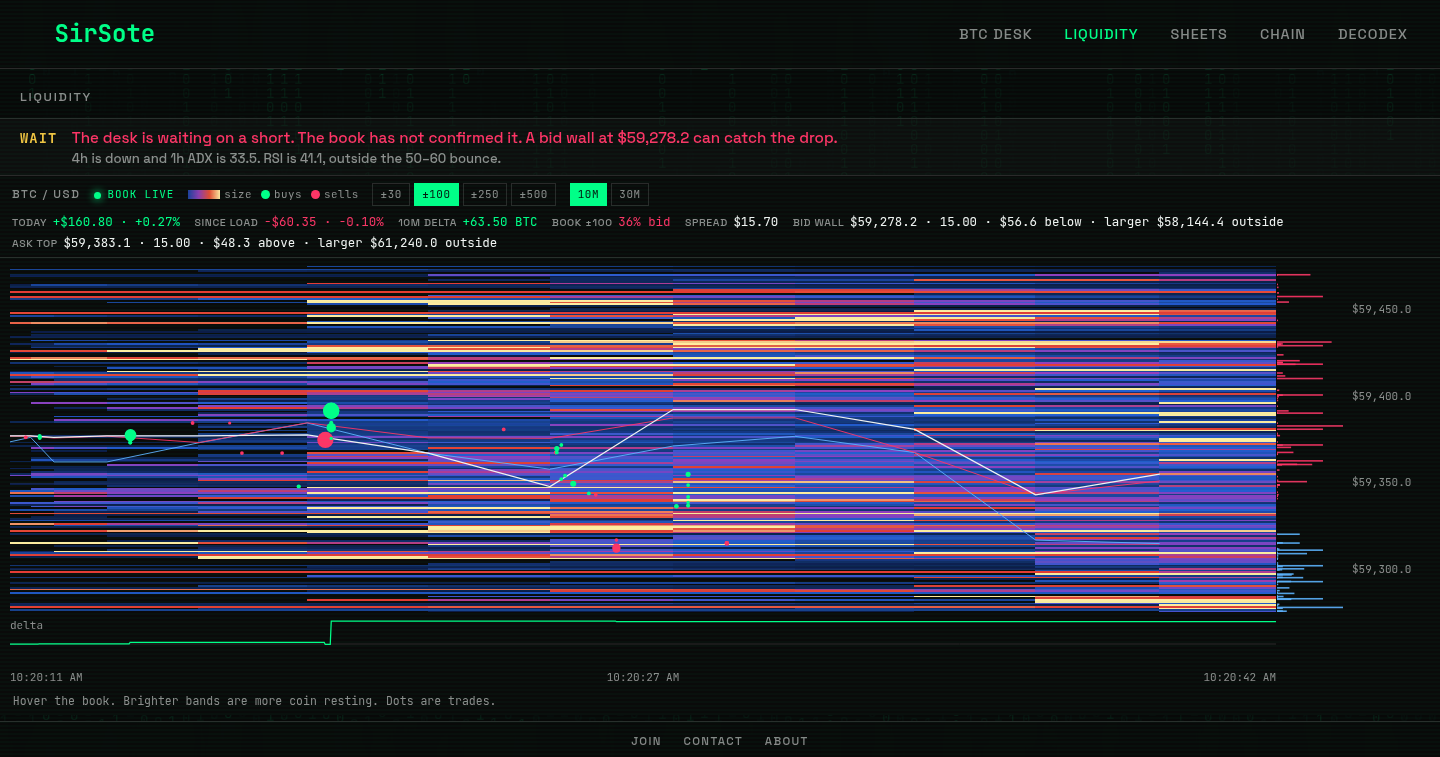 SirSote
BTC DESK LIQUIDITY SHEETS CHAIN DECODEX
LIQUIDITY
WAIT The desk is waiting on a short. The book has not confirmed it. A bid wall at $59,278.2 can catch the drop.
4h is down and 1h ADX is 33.5. RSI is 41.1, outside the 50–60 bounce.
BTC / USD BOOK LIVE size buys sells ±30 ±100 ±250 ±500 10M 30M
TODAY +$160.80 · +0.27% SINCE LOAD -$60.35 · -0.10% 10M DELTA +63.50 BTC BOOK ±100 36% bid SPREAD $15.70 BID WALL $59,278.2 · 15.00 · $56.6 below · larger $58,144.4 outside
ASK TOP $59,383.1 · 15.00 · $48.3 above · larger $61,240.0 outside
$59,450.0
$59,400.0
$59,350.0
$59,300.0
delta
10:20:11 AM 10:20:27 AM 10:20:42 AM
Hover the book. Brighter bands are more coin resting. Dots are trades.
JOIN CONTACT ABOUT